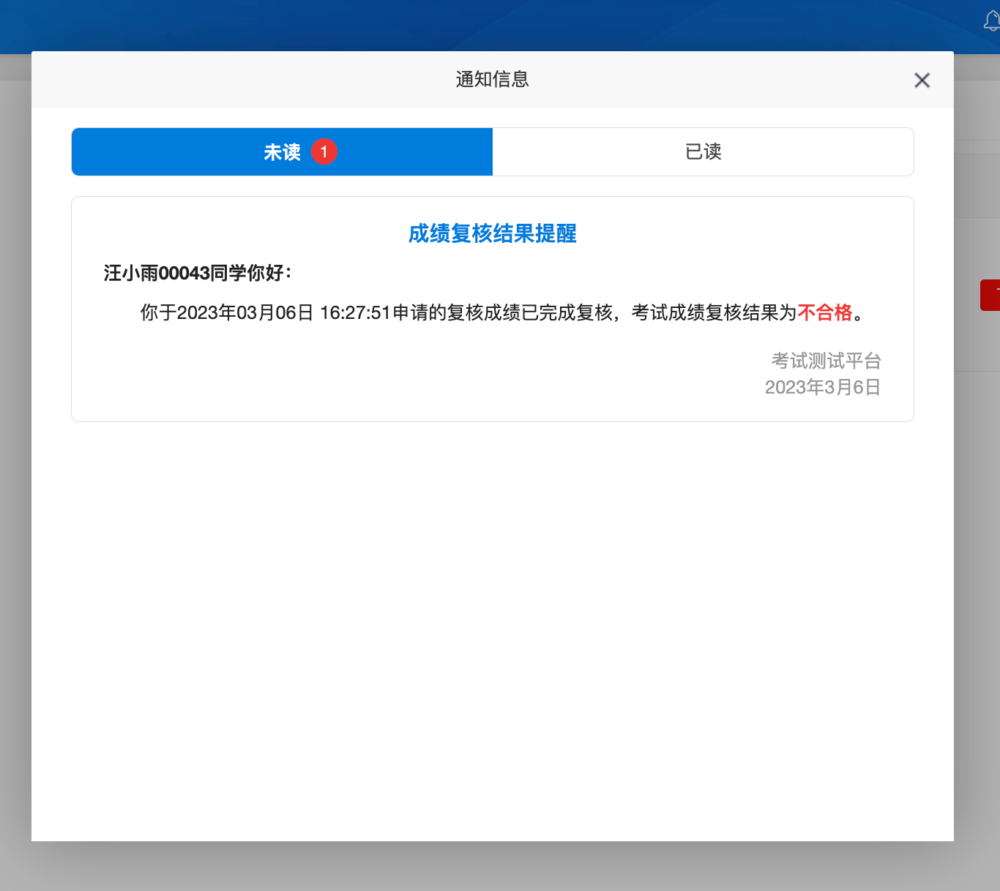 通知信息
未读 1
已读
成绩复核结果提醒
汪小雨00043同学你好：
你于2023年03月06日 16:27:51申请的复核成绩已完成复核，考试成绩复核结果为不合格。
考试测试平台
2023年3月6日